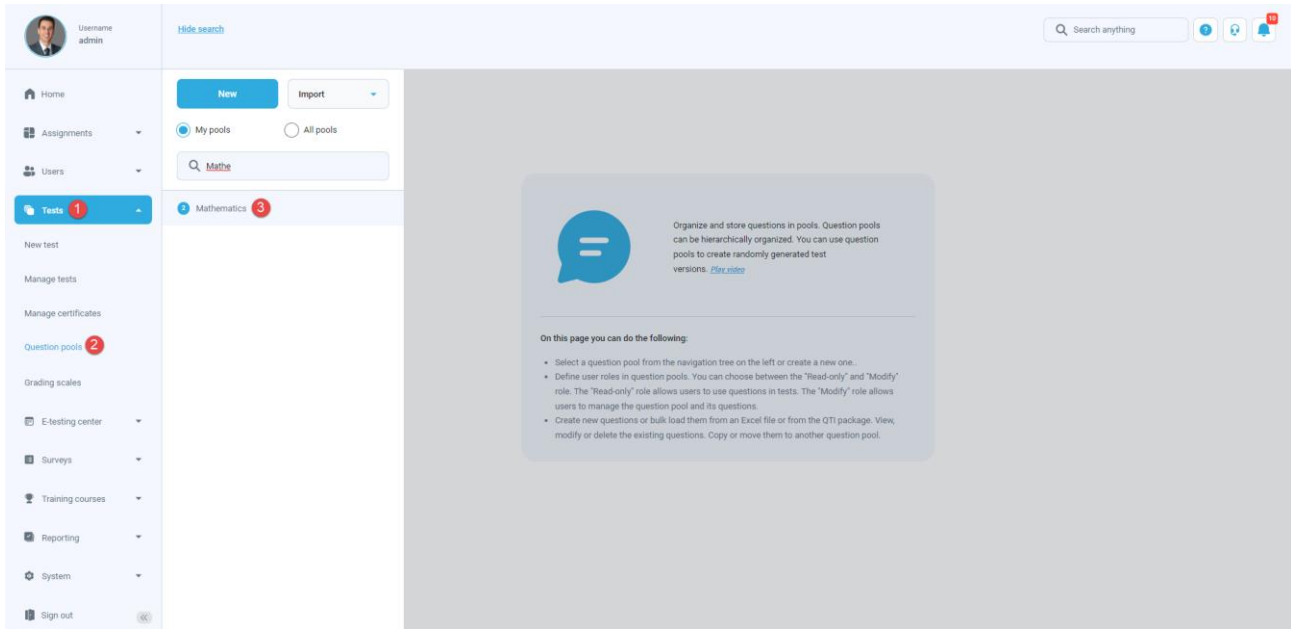 Username
admin
Hide search
Search anything
?
10
Home
Assignments
Users
Tests 1
New test
Manage tests
Manage certificates
Question pools 2
Grading scales
E-testing center
Surveys
Training courses
Reporting
System
Sign out
New
Import
My pools
All pools
Mathe
2 Mathematics 3
Organize and store questions in pools. Question pools
can be hierarchically organized. You can use question
pools to create randomly generated test
versions. Play video
On this page you can do the following:
• Select a question pool from the navigation tree on the left or create a new one..
• Define user roles in question pools. You can choose between the "Read-only" and "Modify"
role. The "Read-only" role allows users to use questions in tests. The "Modify" role allows
users to manage the question pool and its questions.
• Create new questions or bulk load them from an Excel file or from the QTI package. View,
modify or delete the existing questions. Copy or move them to another question pool.